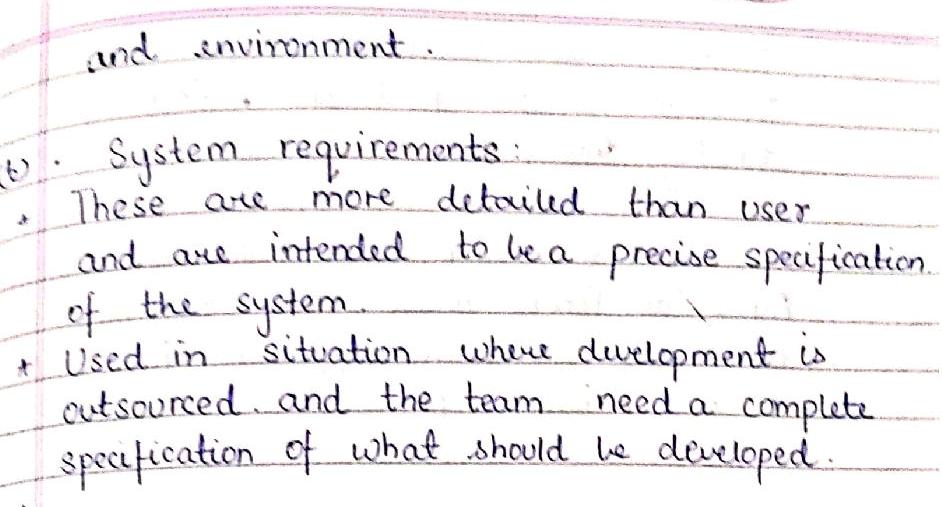 and environment.
(t). System requirements:
* These are more detailed than user
and are intended to be a precise specification
of the system.
* Used in situation where development is
outsourced. and the team need a complete
specification of what should be developed.